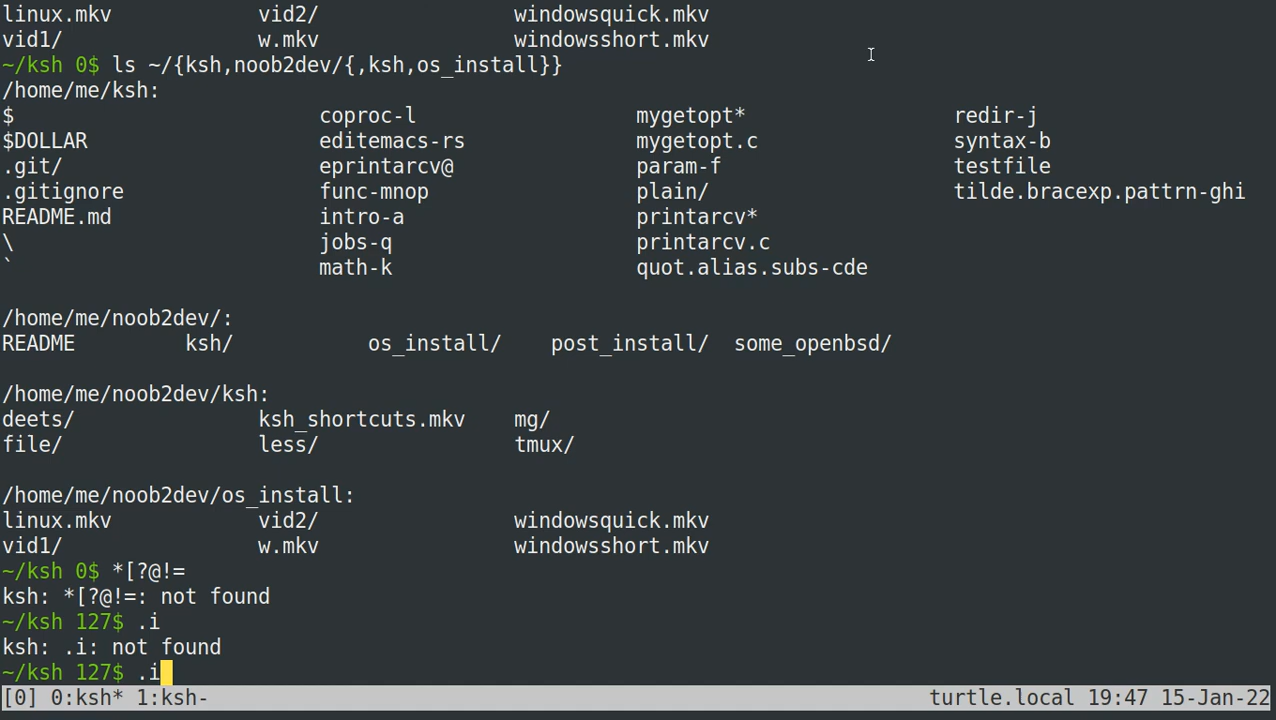 linux.mkv vid2/ windowsquick.mkv
vid1/ w.mkv windowsshort.mkv
~/ksh 0$ ls ~/{ksh,noob2dev/{,ksh,os_install}}
/home/me/ksh:
$ coproc-l mygetopt* redir-j
$DOLLAR editemacs-rs mygetopt.c syntax-b
.git/ eprintarcv@ param-f testfile
.gitignore func-mnop plain/ tilde.bracexp.pattrn-ghi
README.md intro-a printarcv*
\ jobs-q printarcv.c
` math-k quot.alias.subs-cde
/home/me/noob2dev/:
README ksh/ os_install/ post_install/ some_openbsd/
/home/me/noob2dev/ksh:
deets/ ksh_shortcuts.mkv mg/
file/ less/ tmux/
/home/me/noob2dev/os_install:
linux.mkv vid2/ windowsquick.mkv
vid1/ w.mkv windowsshort.mkv
~/ksh 0$ *[?@!=
ksh: *[?@!=: not found
~/ksh 127$ .i
ksh: .i: not found
~/ksh 127$ .i
[0] 0:ksh* 1:ksh- turtle.local 19:47 15-Jan-22